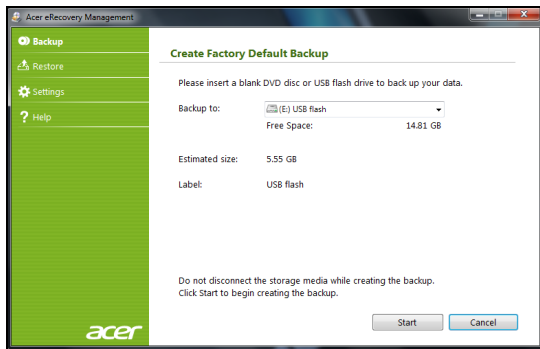 Acer eRecovery Management
Backup
Restore
Settings
? Help
Create Factory Default Backup
Please insert a blank DVD disc or USB flash drive to back up your data.
Backup to: (E:) USB flash
Free Space: 14.81 GB
Estimated size: 5.55 GB
Label: USB flash
Do not disconnect the storage media while creating the backup.
Click Start to begin creating the backup.
Start Cancel
acer